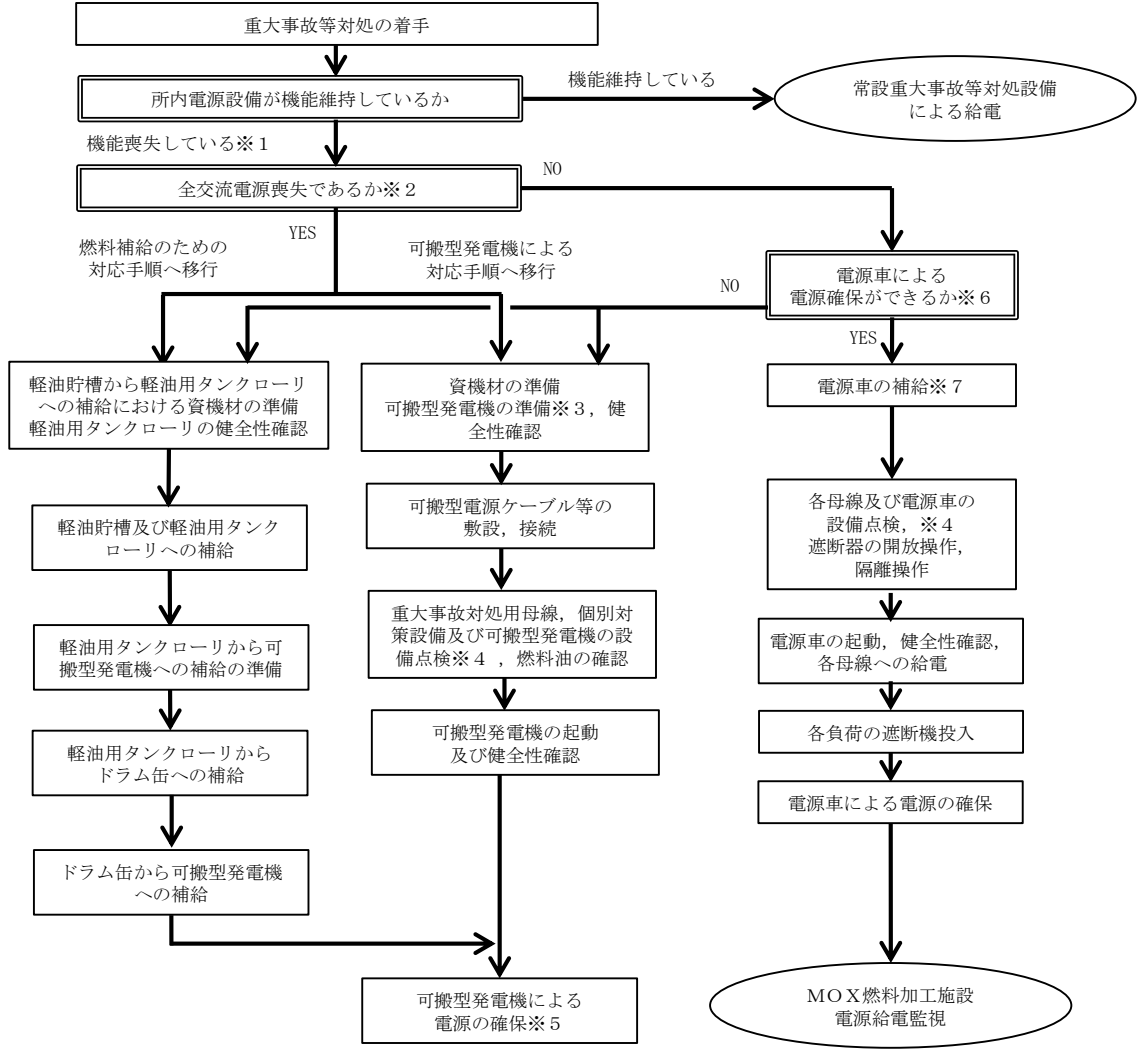 重大事故等対処の着手
所内電源設備が機能維持しているか
機能維持している
常設重大事故等対処設備
による給電
機能喪失している※１
全交流電源喪失であるか※２
NO
YES
燃料補給のための
対応手順へ移行
可搬型発電機による
対応手順へ移行
NO
電源車による
電源確保ができるか※６
YES
軽油貯槽から軽油用タンクローリ
への補給における資機材の準備
軽油用タンクローリの健全性確認
資機材の準備
可搬型発電機の準備※３，健
全性確認
電源車の補給※７
軽油貯槽及び軽油用タンク
ローリへの補給
可搬型電源ケーブル等の
敷設，接続
各母線及び電源車の
設備点検，※４
遮断器の開放操作，
隔離操作
軽油用タンクローリから可
搬型発電機への補給の準備
重大事故対処用母線，個別対
策設備及び可搬型発電機の設
備点検※４ ，燃料油の確認
電源車の起動，健全性確認，
各母線への給電
軽油用タンクローリから
ドラム缶への補給
可搬型発電機の起動
及び健全性確認
各負荷の遮断機投入
電源車による電源の確保
ドラム缶から可搬型発電機
への補給
可搬型発電機による
電源の確保※５
ＭＯＸ燃料加工施設
電源給電監視